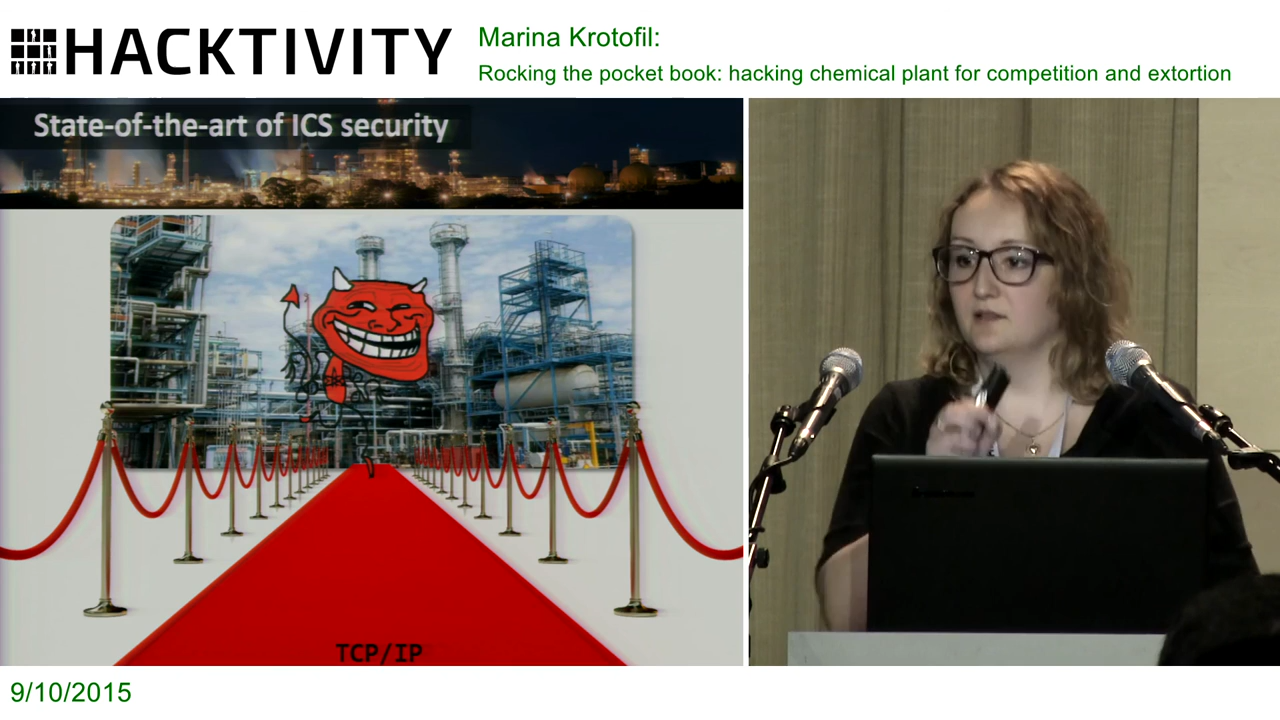 HACKTIVITY
Marina Krotofil:
Rocking the pocket book: hacking chemical plant for competition and extortion
State-of-the-art of ICS security
TCP/IP
9/10/2015